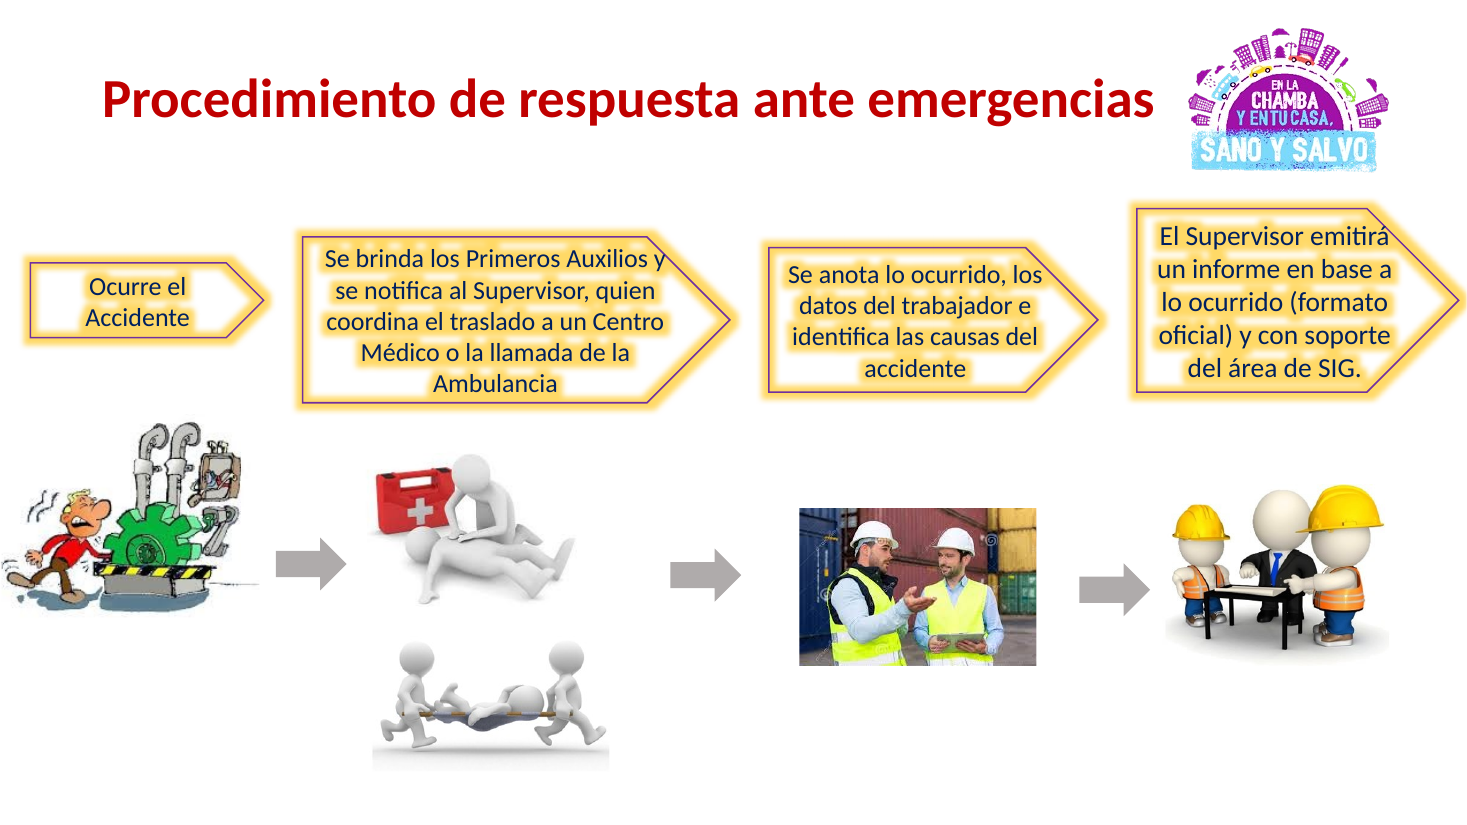 Procedimiento de respuesta ante emergencias
EN LA
CHAMBA
Y EN TU CASA,
SANO Y SALVO
Ocurre el
Accidente
Se brinda los Primeros Auxilios y
se notifica al Supervisor, quien
coordina el traslado a un Centro
Médico o la llamada de la
Ambulancia
Se anota lo ocurrido, los
datos del trabajador e
identifica las causas del
accidente
El Supervisor emitirá
un informe en base a
lo ocurrido (formato
oficial) y con soporte
del área de SIG.